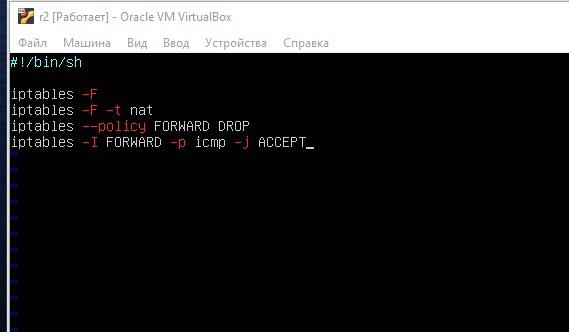 r2 [Работает] - Oracle VM VirtualBox
Файл Машина Вид Ввод Устройства Справка
#!/bin/sh
iptables -F
iptables -F -t nat
iptables --policy FORWARD DROP
iptables -I FORWARD -p icmp -j ACCEPT_
~
~
~
~
~
~
~
~
~
~
~